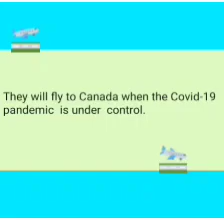 They will fly to Canada when the Covid-19
pandemic is under control.